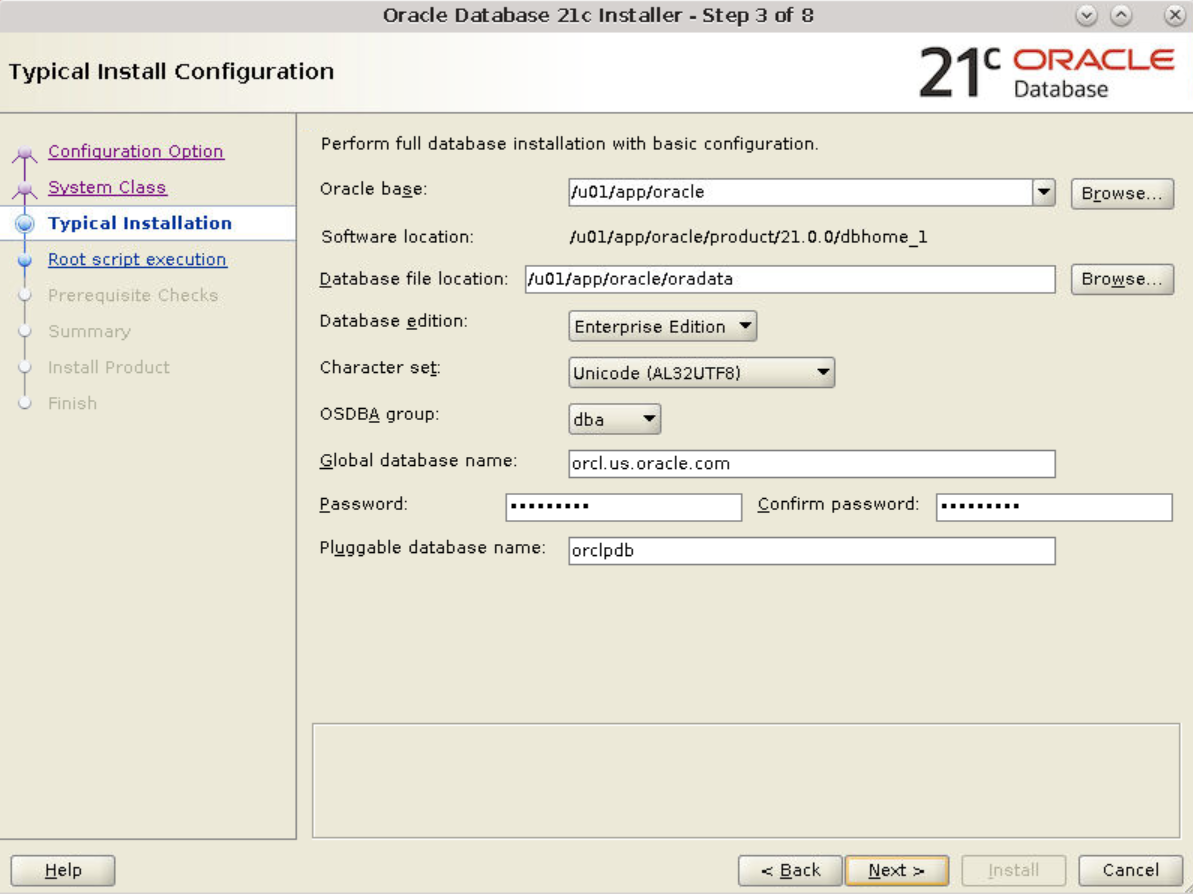 Oracle Database 21c Installer - Step 3 of 8
Typical Install Configuration
21c ORACLE
Database
Configuration Option
System Class
Typical Installation
Root script execution
Prerequisite Checks
Summary
Install Product
Finish
Perform full database installation with basic configuration.
Oracle base: /u01/app/oracle Browse...
Software location: /u01/app/oracle/product/21.0.0/dbhome_1
Database file location: /u01/app/oracle/oradata Browse...
Database edition: Enterprise Edition
Character set: Unicode (AL32UTF8)
OSDBA group: dba
Global database name: orcl.us.oracle.com
Password: ••••••••• Confirm password: •••••••••
Pluggable database name: orclpdb
Help < Back Next > Install Cancel